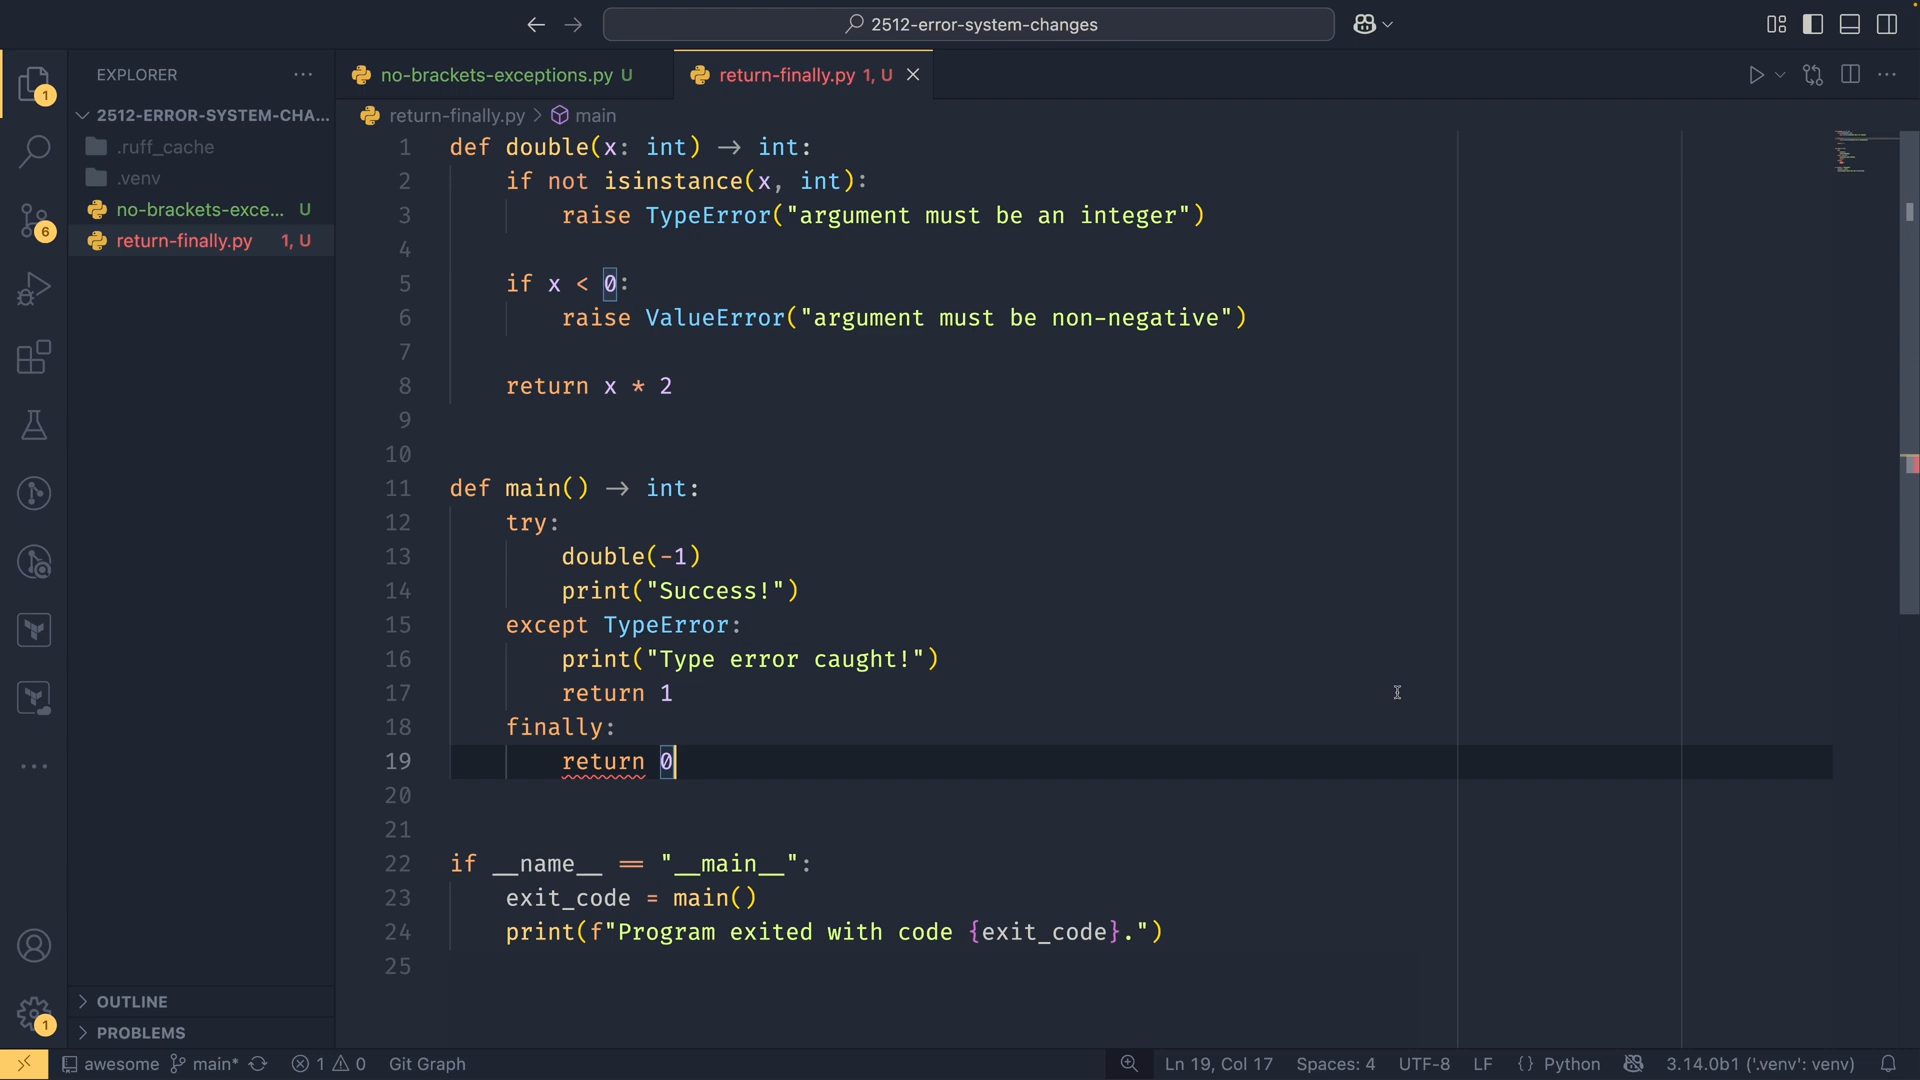 2512-error-system-changes
EXPLORER
no-brackets-exceptions.py U
return-finally.py 1, U
1
2512-ERROR-SYSTEM-CHA...
return-finally.py > main
.ruff_cache
.venv
no-brackets-exce... U
return-finally.py 1, U
6
1 def double(x: int) → int:
2 if not isinstance(x, int):
3 raise TypeError("argument must be an integer")
4
5 if x < 0:
6 raise ValueError("argument must be non-negative")
7
8 return x * 2
9
10
11 def main() → int:
12 try:
13 double(-1)
14 print("Success!")
15 except TypeError:
16 print("Type error caught!")
17 return 1
18 finally:
19 return 0
20
21
22 if __name__ == "__main__":
23 exit_code = main()
24 print(f"Program exited with code {exit_code}.")
25
OUTLINE
1
PROBLEMS
awesome main* 1 0 Git Graph Ln 19, Col 17 Spaces: 4 UTF-8 LF {} Python 3.14.0b1 ('.venv': venv)